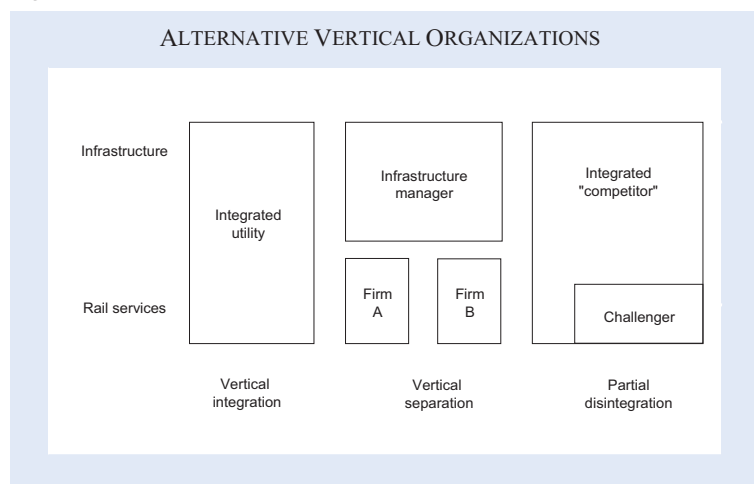 ALTERNATIVE VERTICAL ORGANIZATIONS
Infrastructure
Integrated
utility
Infrastructure
manager
Integrated
"competitor"
Rail services
Firm
A
Firm
B
Challenger
Vertical
integration
Vertical
separation
Partial
disintegration